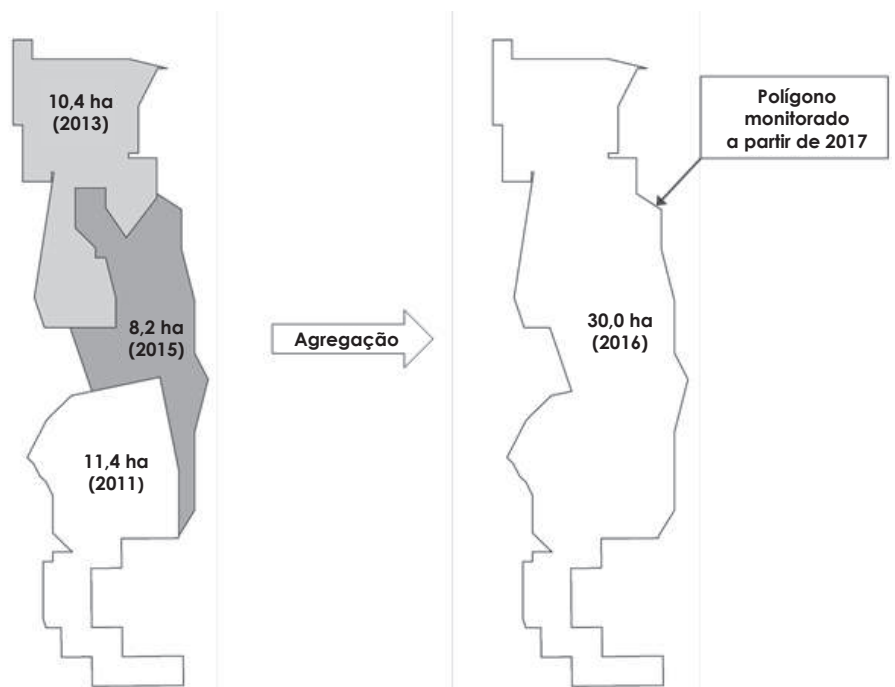 10,4 ha
(2013)
8,2 ha
(2015)
11,4 ha
(2011)
Agregação
30,0 ha
(2016)
Polígono
monitorado
a partir de 2017